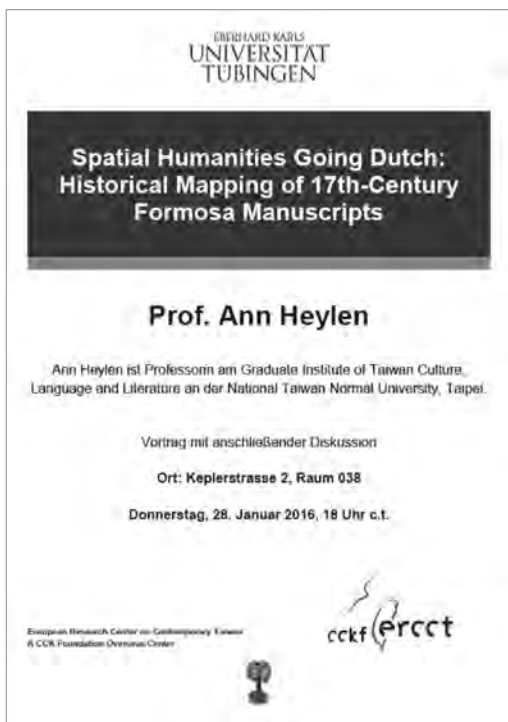 EBERHARD KARLS
UNIVERSITÄT
TÜBINGEN
Spatial Humanities Going Dutch:
Historical Mapping of 17th-Century
Formosa Manuscripts
Prof. Ann Heylen
Ann Heylen ist Professorin am Graduate Institute of Taiwan Culture,
Language and Literature an der National Taiwan Normal University, Taipei.
Vortrag mit anschließender Diskussion
Ort: Keplerstrasse 2, Raum 038
Donnerstag, 28. Januar 2016, 18 Uhr c.t.
European Research Center on Contemporary Taiwan
A CCK Foundation Overseas Center
cckf ercct